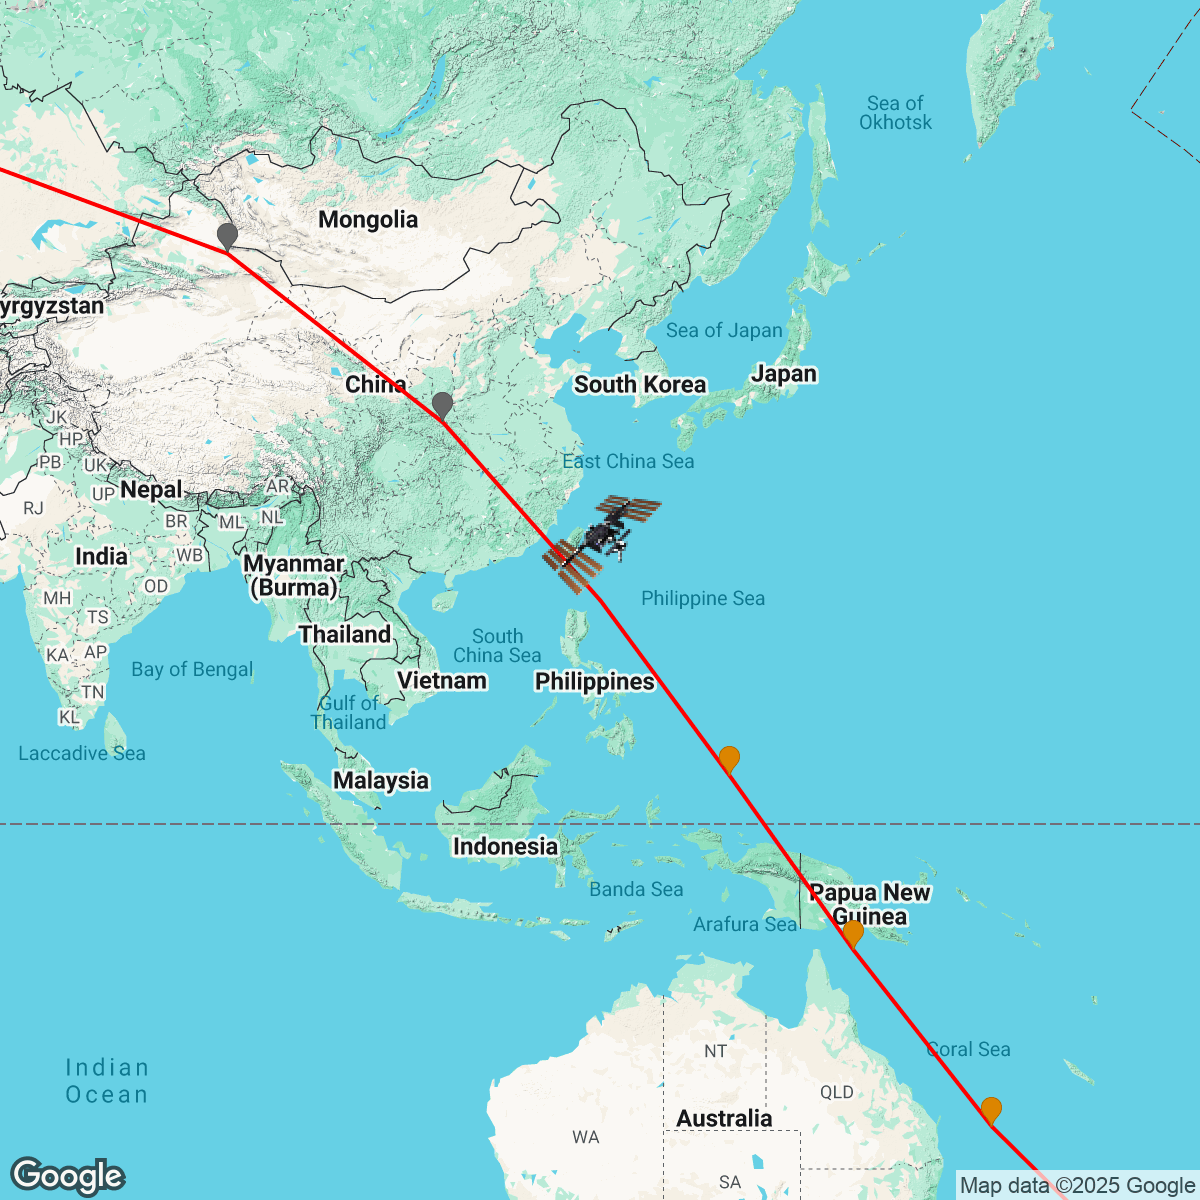 Sea of
Okhotsk
Mongolia
yrgyzstan
Sea of Japan
Japan
China
South Korea
JK
HP
PB
UK
East China Sea
UP
Nepal
AR
RJ
BR
ML
NL
India
WB
Myanmar
(Burma)
OD
MH
TS
Philippine Sea
Thailand
South
China Sea
KA
AP
Bay of Bengal
Vietnam
Philippines
TN
KL
Gulf of
Thailand
Laccadive Sea
Malaysia
Indonesia
Banda Sea
Papua New
Guinea
Arafura Sea
Indian
Ocean
NT
Coral Sea
QLD
Australia
WA
SA
Google
Map data ©2025 Google